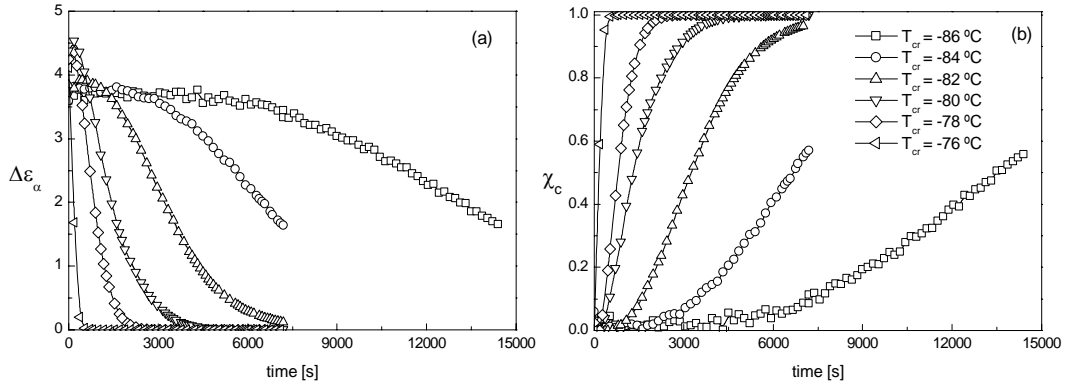 (a)
5
4
3
2
1
0
0 3000 6000 9000 12000 15000
Δε_α
time [s]
(b)
1.0
0.8
0.6
0.4
0.2
0.0
0 3000 6000 9000 12000 15000
χ_c
time [s]
T_cr = -86 ºC
T_cr = -84 ºC
T_cr = -82 ºC
T_cr = -80 ºC
T_cr = -78 ºC
T_cr = -76 ºC